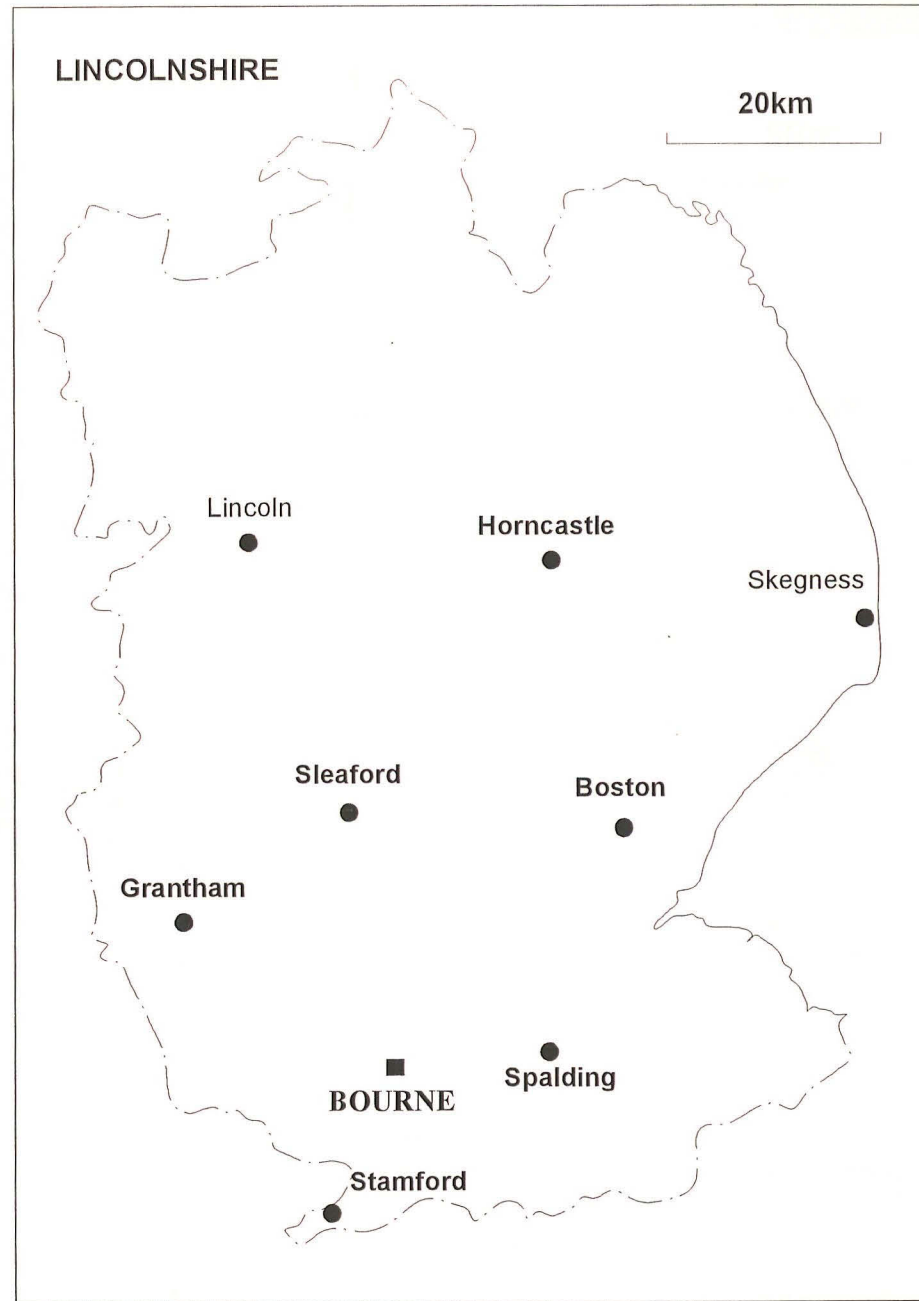 LINCOLNSHIRE
20km
Lincoln
Horncastle
Skegness
Sleaford
Boston
Grantham
Spalding
BOURNE
Stamford